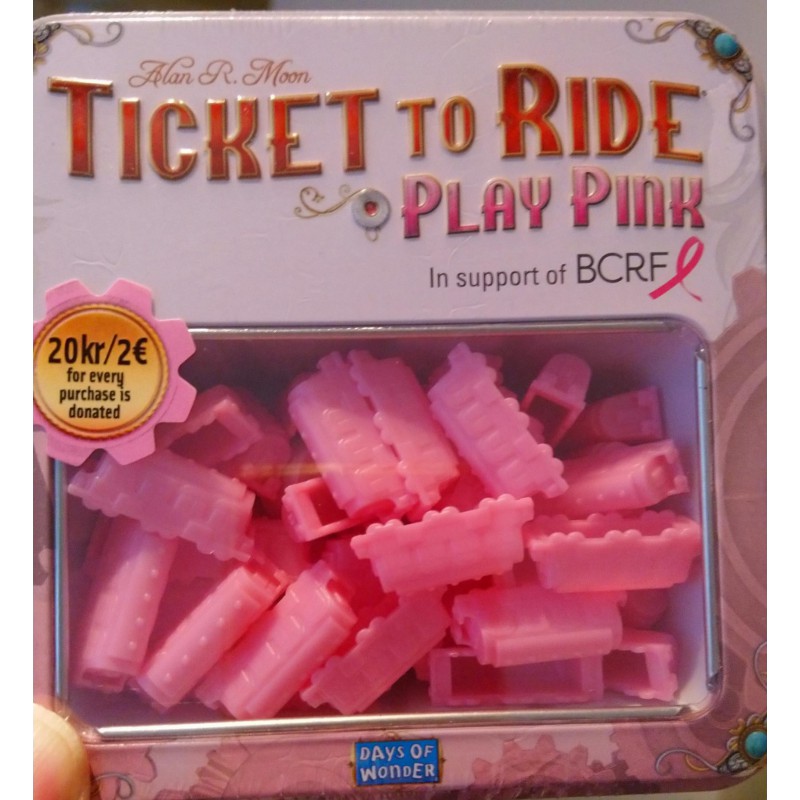 Alan R. Moon
TICKET TO RIDE
PLAY PINK
In support of BCRF
20kr/2€
for every
purchase is
donated
DAYS OF
WONDER